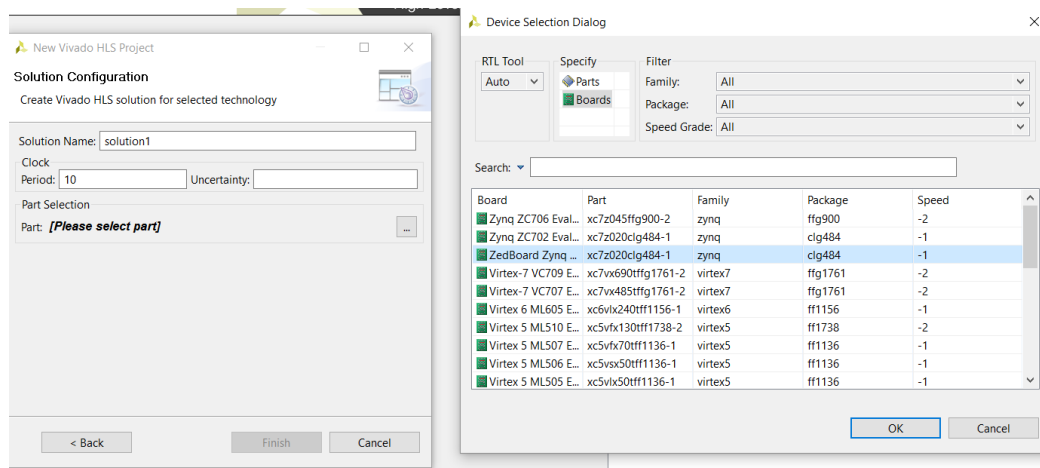 New Vivado HLS Project
Solution Configuration
Create Vivado HLS solution for selected technology
Solution Name: solution1
Clock
Period: 10 Uncertainty:
Part Selection
Part: [Please select part] ...
< Back Finish Cancel
Device Selection Dialog
RTL Tool Specify Filter
Auto Parts Family: All
Boards Package: All
Speed Grade: All
Search:
Board Part Family Package Speed
Zynq ZC706 Eval... xc7z045ffg900-2 zynq ffg900 -2
Zynq ZC702 Eval... xc7z020clg484-1 zynq clg484 -1
ZedBoard Zynq ... xc7z020clg484-1 zynq clg484 -1
Virtex-7 VC709 E... xc7vx690tffg1761-2 virtex7 ffg1761 -2
Virtex-7 VC707 E... xc7vx485tffg1761-2 virtex7 ffg1761 -2
Virtex 6 ML605 E... xc6vlx240tff1156-1 virtex6 ff1156 -1
Virtex 5 ML510 E... xc5vfx130tff1738-2 virtex5 ff1738 -2
Virtex 5 ML507 E... xc5vfx70tff1136-1 virtex5 ff1136 -1
Virtex 5 ML506 E... xc5vsx50tff1136-1 virtex5 ff1136 -1
Virtex 5 ML505 E... xc5vlx50tff1136-1 virtex5 ff1136 -1
OK Cancel